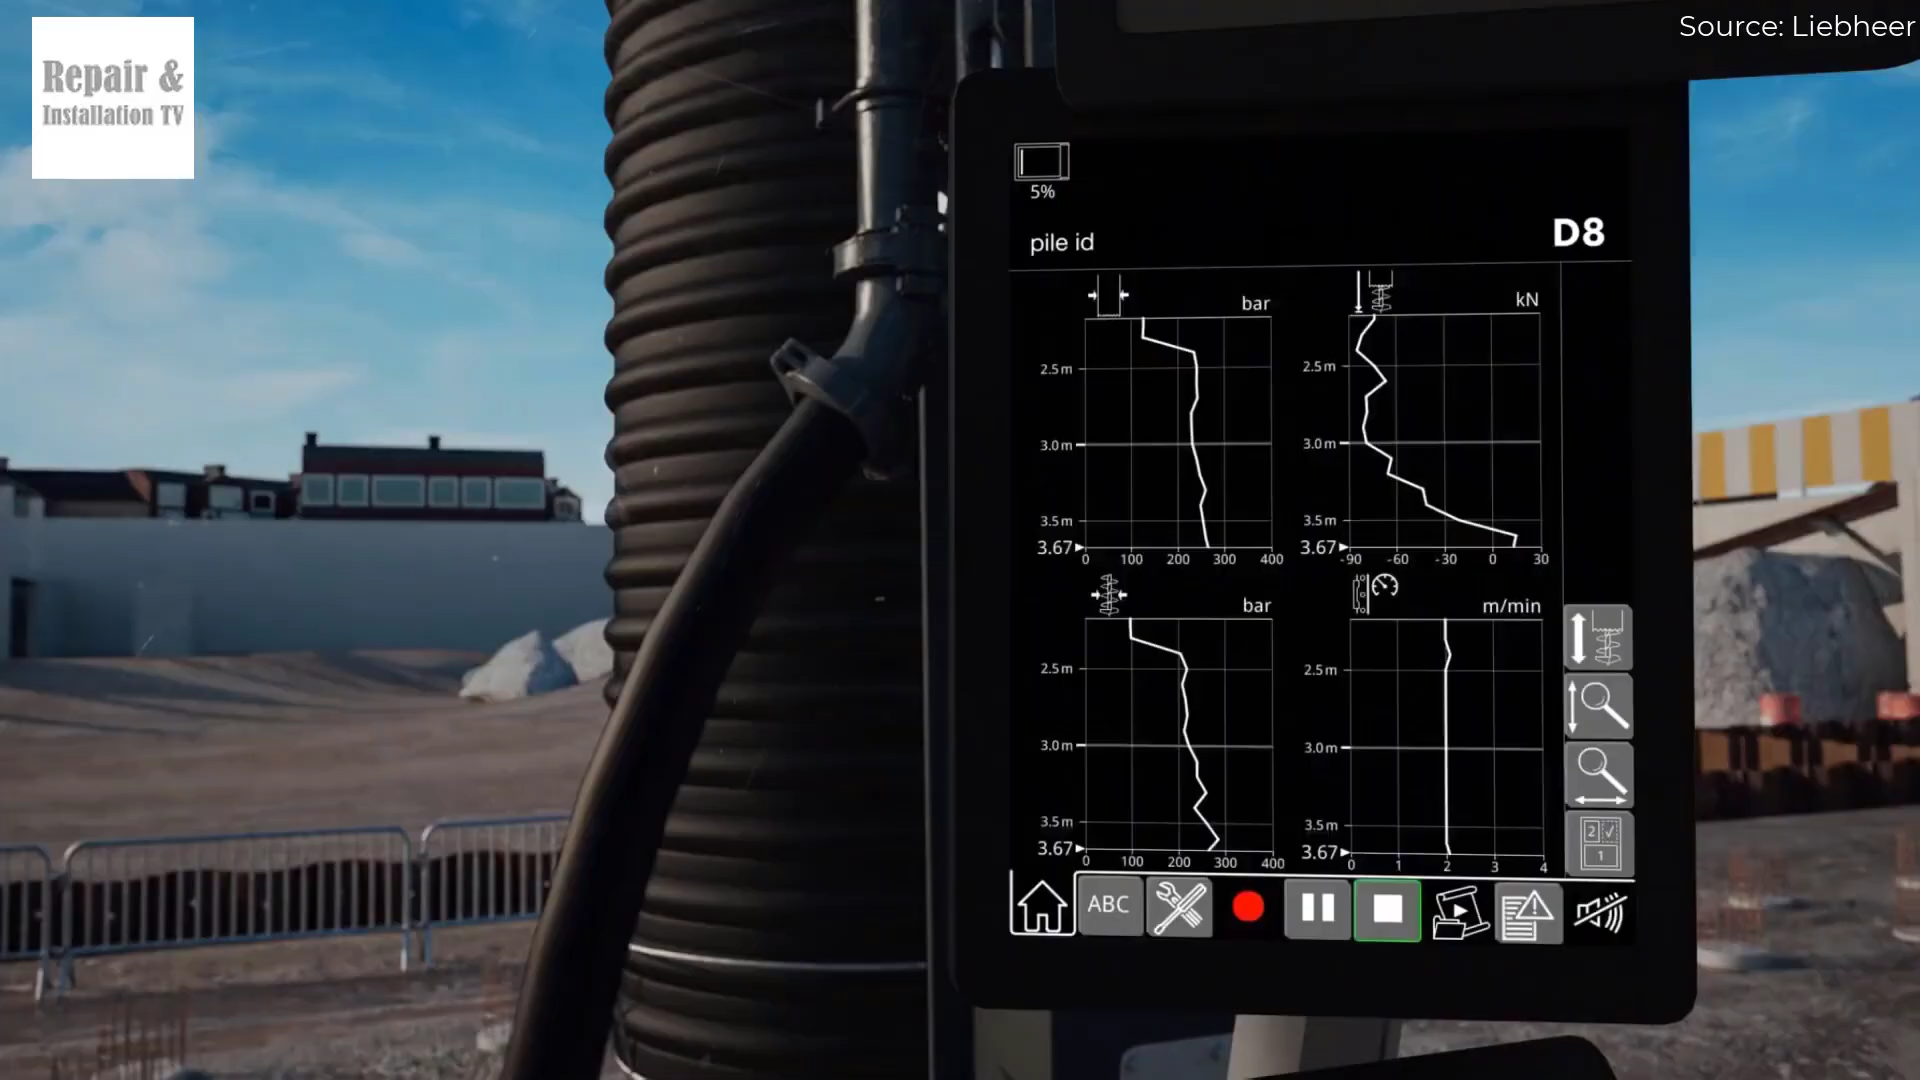 Repair &
Installation TV
Source: Liebheer
5%
pile id
D8
bar
2.5m
3.0m
3.5m
3.67
0 100 200 300 400
kN
2.5m
3.0m
3.5m
3.67
-90 -60 -30 0 30
bar
2.5m
3.0m
3.5m
3.67
0 100 200 300 400
m/min
2.5m
3.0m
3.5m
3.67
0 1 2 3 4
2
1
ABC